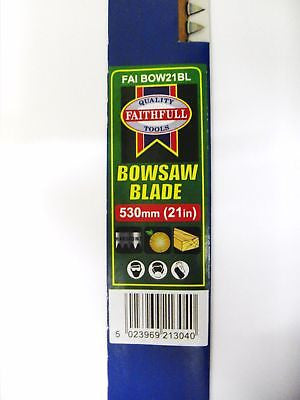 FAI BOW21BL
QUALITY
FAITHFULL
TOOLS
BOWSAW
BLADE
530mm (21in)
5 023969 213040